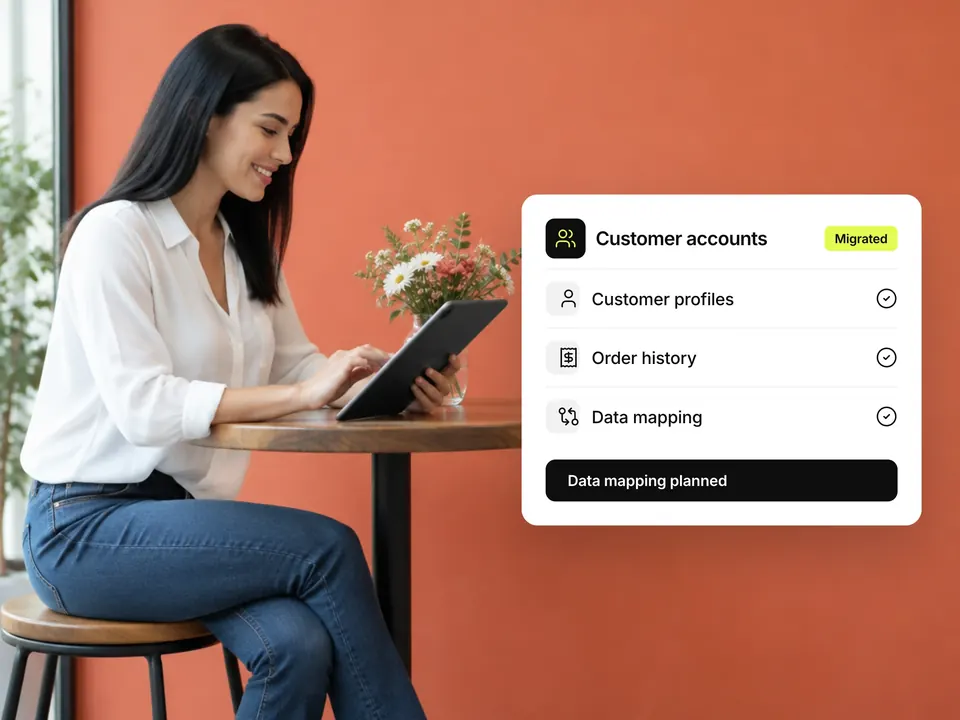 Customer accounts
Migrated
Customer profiles
Order history
Data mapping
Data mapping planned